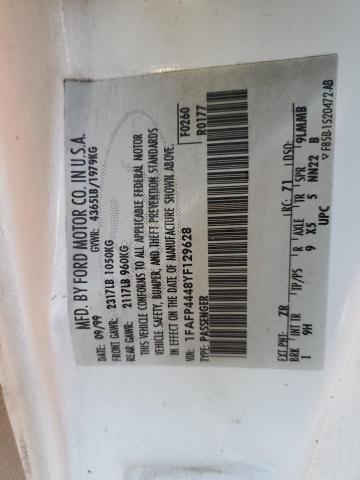 MFD. BY FORD MOTOR CO. IN U.S.A.
DATE: 09/99 GVWR: 4365LB/1979KG
FRONT GAWR: 2317LB 1050KG
REAR GAWR: 2117LB 960KG
THIS VEHICLE CONFORMS TO ALL APPLICABLE FEDERAL MOTOR
VEHICLE SAFETY, BUMPER, AND THEFT PREVENTION STANDARDS
IN EFFECT ON THE DATE OF MANUFACTURE SHOWN ABOVE.
VIN: 1FAFP4448YF129628 F0260
TYPE: PASSENGER R0177
EXT PNT: ZR LRC: 71 DSO:
BRK INT TR TP/PS R AXLE TR SPR 9LMMB
1 9H 9 X5 5 NN22 B
UPC
F85B-1520472-AB